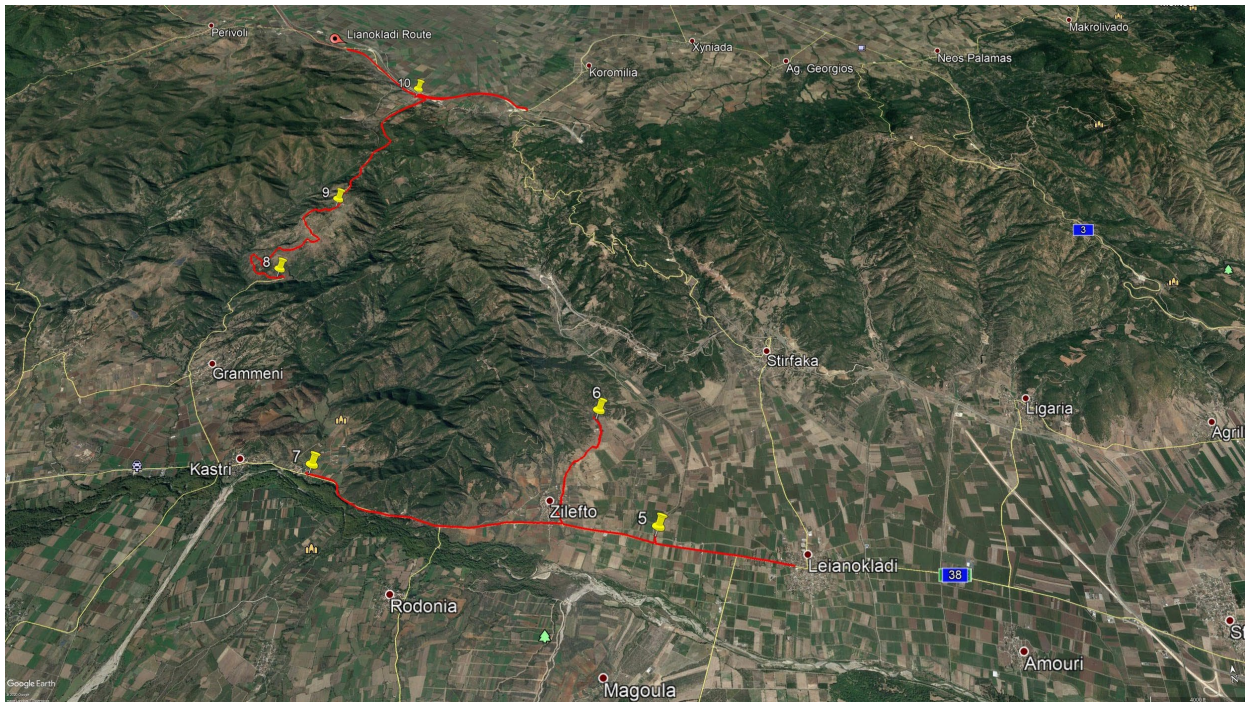 Perivoli
Lianokladi Route
Makrolivado
Xyniada
Koromilia
Ag. Georgios
Neos Palamas
10
9
3
8
Stirfaka
Grammeni
6
Ligaria
Agril
7
Kastri
Zilefto
5
Leianokladi
38
Rodonia
St
Amouri
Magoula
Google Earth